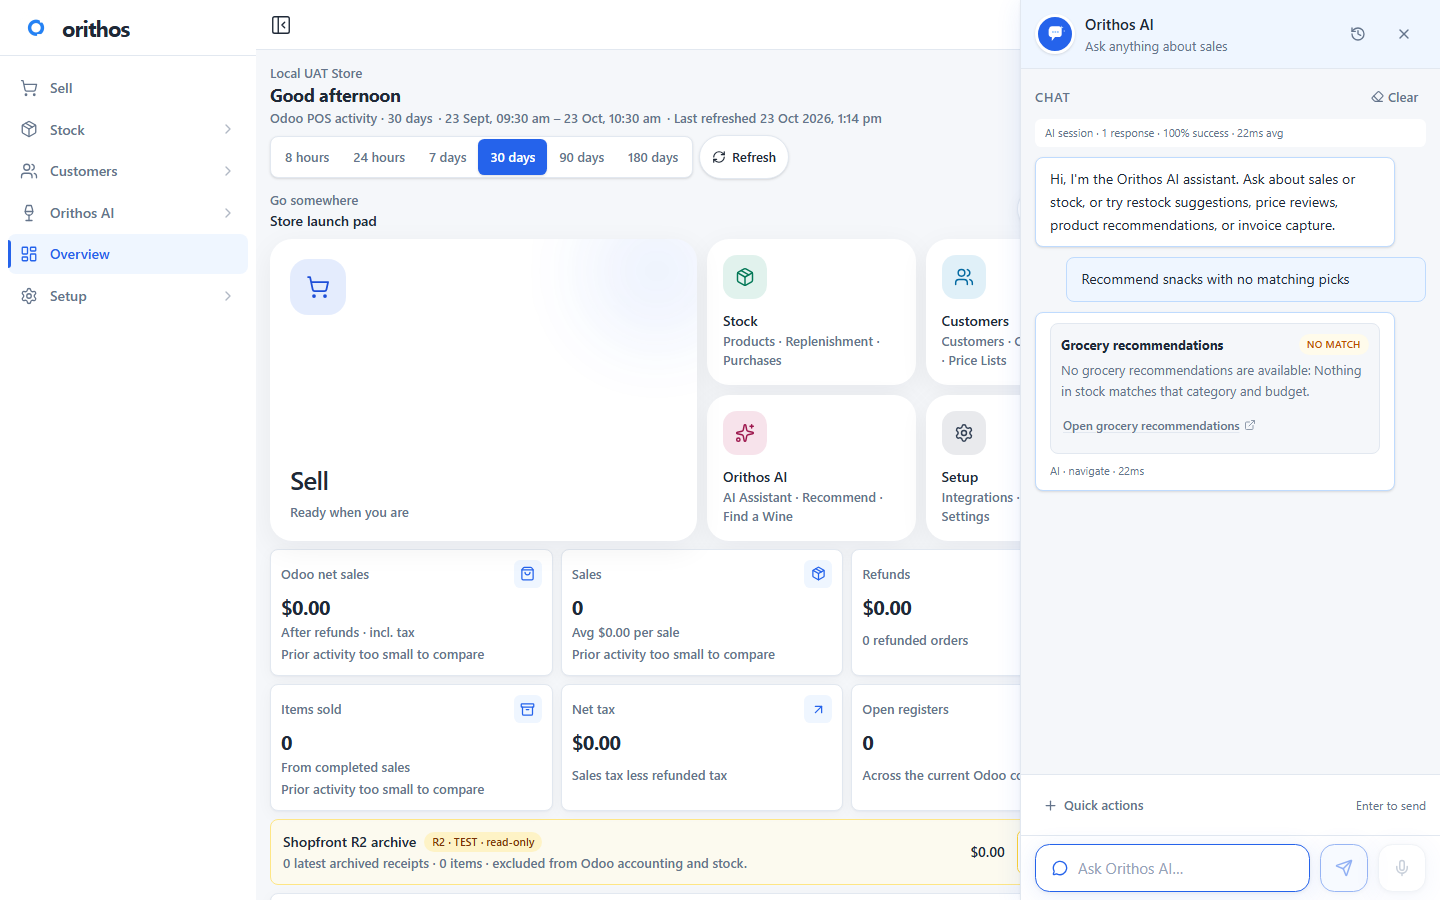 orithos
Sell
Stock
Customers
Orithos AI
Overview
Setup
Local UAT Store
Good afternoon
Odoo POS activity · 30 days · 23 Sept, 09:30 am – 23 Oct, 10:30 am · Last refreshed 23 Oct 2026, 1:14 pm
8 hours
24 hours
7 days
30 days
90 days
180 days
Refresh
Go somewhere
Store launch pad
Sell
Ready when you are
Stock
Products · Replenishment ·
Purchases
Customers
Customers ·
· Price Lists
Orithos AI
AI Assistant · Recommend ·
Find a Wine
Setup
Integrations ·
Settings
Odoo net sales
$0.00
After refunds · incl. tax
Prior activity too small to compare
Sales
0
Avg $0.00 per sale
Prior activity too small to compare
Refunds
$0.00
0 refunded orders
Items sold
0
From completed sales
Prior activity too small to compare
Net tax
$0.00
Sales tax less refunded tax
Open registers
0
Across the current Odoo
Shopfront R2 archive
R2 · TEST · read-only
0 latest archived receipts · 0 items · excluded from Odoo accounting and stock.
$0.00
Orithos AI
Ask anything about sales
CHAT
Clear
AI session · 1 response · 100% success · 22ms avg
Hi, I'm the Orithos AI assistant. Ask about sales or
stock, or try restock suggestions, price reviews,
product recommendations, or invoice capture.
Recommend snacks with no matching picks
Grocery recommendations
NO MATCH
No grocery recommendations are available: Nothing
in stock matches that category and budget.
Open grocery recommendations
AI · navigate · 22ms
Quick actions
Enter to send
Ask Orithos AI...